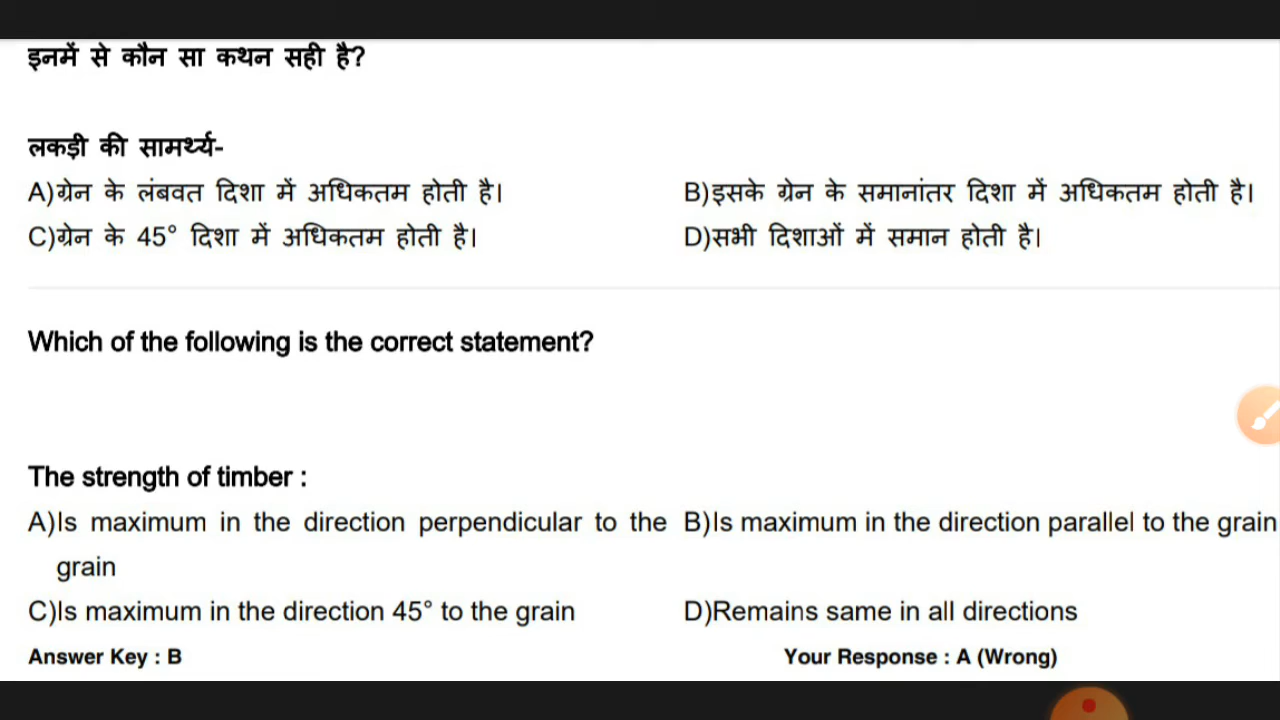 इनमें से कौन सा कथन सही है?
लकड़ी की सामर्थ्य-
A)ग्रेन के लंबवत दिशा में अधिकतम होती है।
B)इसके ग्रेन के समानांतर दिशा में अधिकतम होती है।
C)ग्रेन के 45° दिशा में अधिकतम होती है।
D)सभी दिशाओं में समान होती है।
Which of the following is the correct statement?
The strength of timber :
A)Is maximum in the direction perpendicular to the
grain
B)Is maximum in the direction parallel to the grain
C)Is maximum in the direction 45° to the grain
D)Remains same in all directions
Answer Key : B
Your Response : A (Wrong)